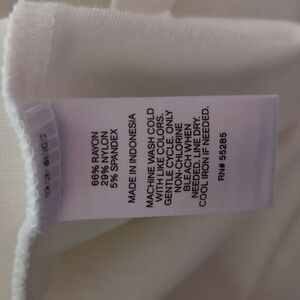 66% RAYON
29% NYLON
5% SPANDEX
MADE IN INDONESIA
MACHINE WASH COLD
WITH LIKE COLORS.
GENTLE CYCLE. ONLY
NON-CHLORINE
BLEACH WHEN
NEEDED. LINE DRY.
COOL IRON IF NEEDED.
RN# 55285